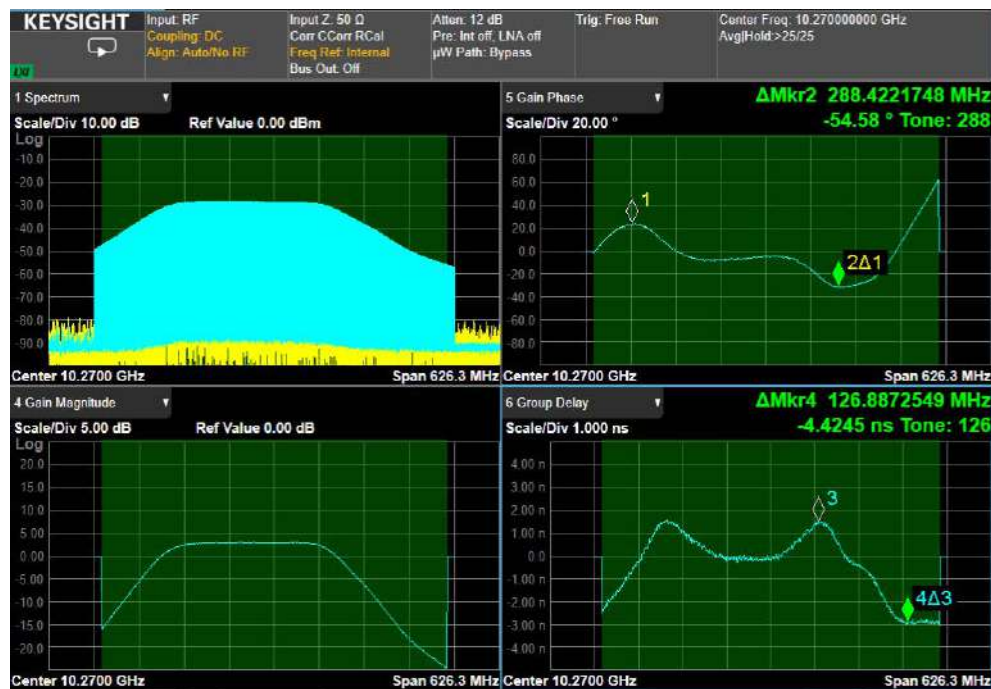 KEYSIGHT
Input: RF
Coupling: DC
Align: Auto/No RF
Input Z: 50 Ω
Corr CCorr RCal
Freq Ref: Internal
Bus Out: Off
Atten: 12 dB
Pre: Int off, LNA off
µW Path: Bypass
Trig: Free Run
Center Freq: 10.270000000 GHz
Avg|Hold:>25/25
LXI
1 Spectrum
Scale/Div 10.00 dB
Ref Value 0.00 dBm
Log
-10.0
-20.0
-30.0
-40.0
-50.0
-60.0
-70.0
-80.0
-90.0
Center 10.2700 GHz
Span 626.3 MHz
5 Gain Phase
ΔMkr2 288.4221748 MHz
Scale/Div 20.00 °
-54.58 ° Tone: 288
80.0
60.0
40.0
20.0
0.0
-20.0
-40.0
-60.0
-80.0
1
2Δ1
Center 10.2700 GHz
Span 626.3 MHz
4 Gain Magnitude
Scale/Div 5.00 dB
Ref Value 0.00 dB
Log
20.0
15.0
10.0
5.00
0.00
-5.00
-10.0
-15.0
-20.0
Center 10.2700 GHz
Span 626.3 MHz
6 Group Delay
ΔMkr4 126.8872549 MHz
Scale/Div 1.000 ns
-4.4245 ns Tone: 126
4.00 n
3.00 n
2.00 n
1.00 n
0.0
-1.00 n
-2.00 n
-3.00 n
-4.00 n
3
4Δ3
Center 10.2700 GHz
Span 626.3 MHz